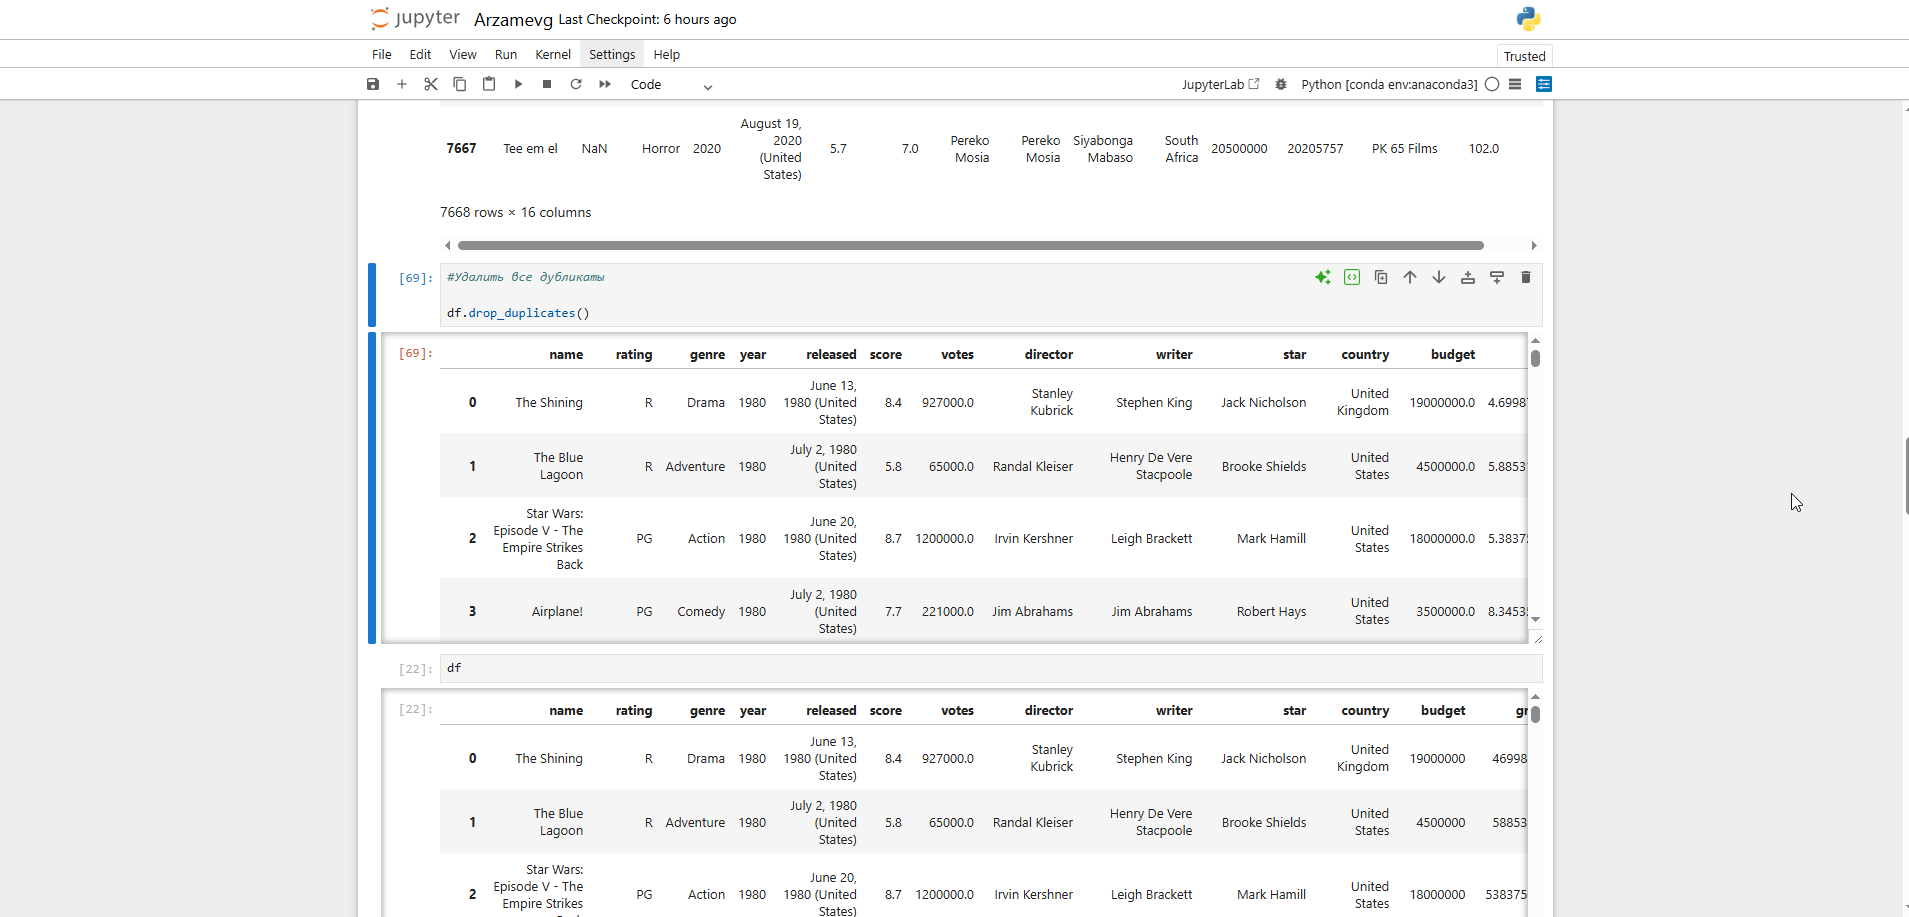 jupyter Arzamevg Last Checkpoint: 6 hours ago
File Edit View Run Kernel Settings Help Trusted
Code JupyterLab Python [conda env:anaconda3]
7667 Tee em el NaN Horror 2020 August 19, 2020 (United States) 5.7 7.0 Pereko Mosia Pereko Mosia Siyabonga Mabaso South Africa 20500000 20205757 PK 65 Films 102.0
7668 rows × 16 columns
[69]: #Удалить все дубликаты
df.drop_duplicates()
[69]: name rating genre year released score votes director writer star country budget
0 The Shining R Drama 1980 June 13, 1980 (United States) 8.4 927000.0 Stanley Kubrick Stephen King Jack Nicholson United Kingdom 19000000.0 4.6998
1 The Blue Lagoon R Adventure 1980 July 2, 1980 (United States) 5.8 65000.0 Randal Kleiser Henry De Vere Stacpoole Brooke Shields United States 4500000.0 5.8853
2 Star Wars: Episode V - The Empire Strikes Back PG Action 1980 June 20, 1980 (United States) 8.7 1200000.0 Irvin Kershner Leigh Brackett Mark Hamill United States 18000000.0 5.3837
3 Airplane! PG Comedy 1980 July 2, 1980 (United States) 7.7 221000.0 Jim Abrahams Jim Abrahams Robert Hays United States 3500000.0 8.3453
[22]: df
[22]: name rating genre year released score votes director writer star country budget gr
0 The Shining R Drama 1980 June 13, 1980 (United States) 8.4 927000.0 Stanley Kubrick Stephen King Jack Nicholson United Kingdom 19000000 46998
1 The Blue Lagoon R Adventure 1980 July 2, 1980 (United States) 5.8 65000.0 Randal Kleiser Henry De Vere Stacpoole Brooke Shields United States 4500000 58853
2 Star Wars: Episode V - The Empire Strikes PG Action 1980 June 20, 1980 (United States) 8.7 1200000.0 Irvin Kershner Leigh Brackett Mark Hamill United States 18000000 538375